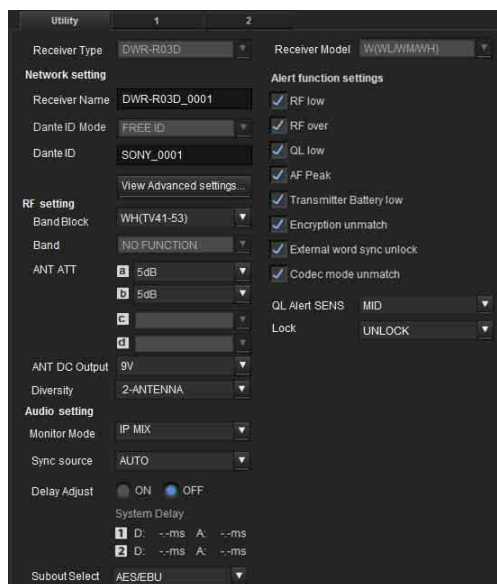 Utility 1 2
Receiver Type DWR-R03D
Network setting
Receiver Name DWR-R03D_0001
Dante ID Mode FREE ID
Dante ID SONY_0001
View Advanced settings...
RF setting
Band Block WH(TV41-53)
Band NO FUNCTION
ANT ATT a 5dB
b 5dB
c
d
ANT DC Output 9V
Diversity 2-ANTENNA
Audio setting
Monitor Mode IP MIX
Sync source AUTO
Delay Adjust ON OFF
System Delay
1 D: -.-ms A: -.-ms
2 D: -.-ms A: -.-ms
Subout Select AES/EBU
Receiver Model W(WL/WM/WH)
Alert function settings
RF low
RF over
QL low
AF Peak
Transmitter Battery low
Encryption unmatch
External word sync unlock
Codec mode unmatch
QL Alert SENS MID
Lock UNLOCK